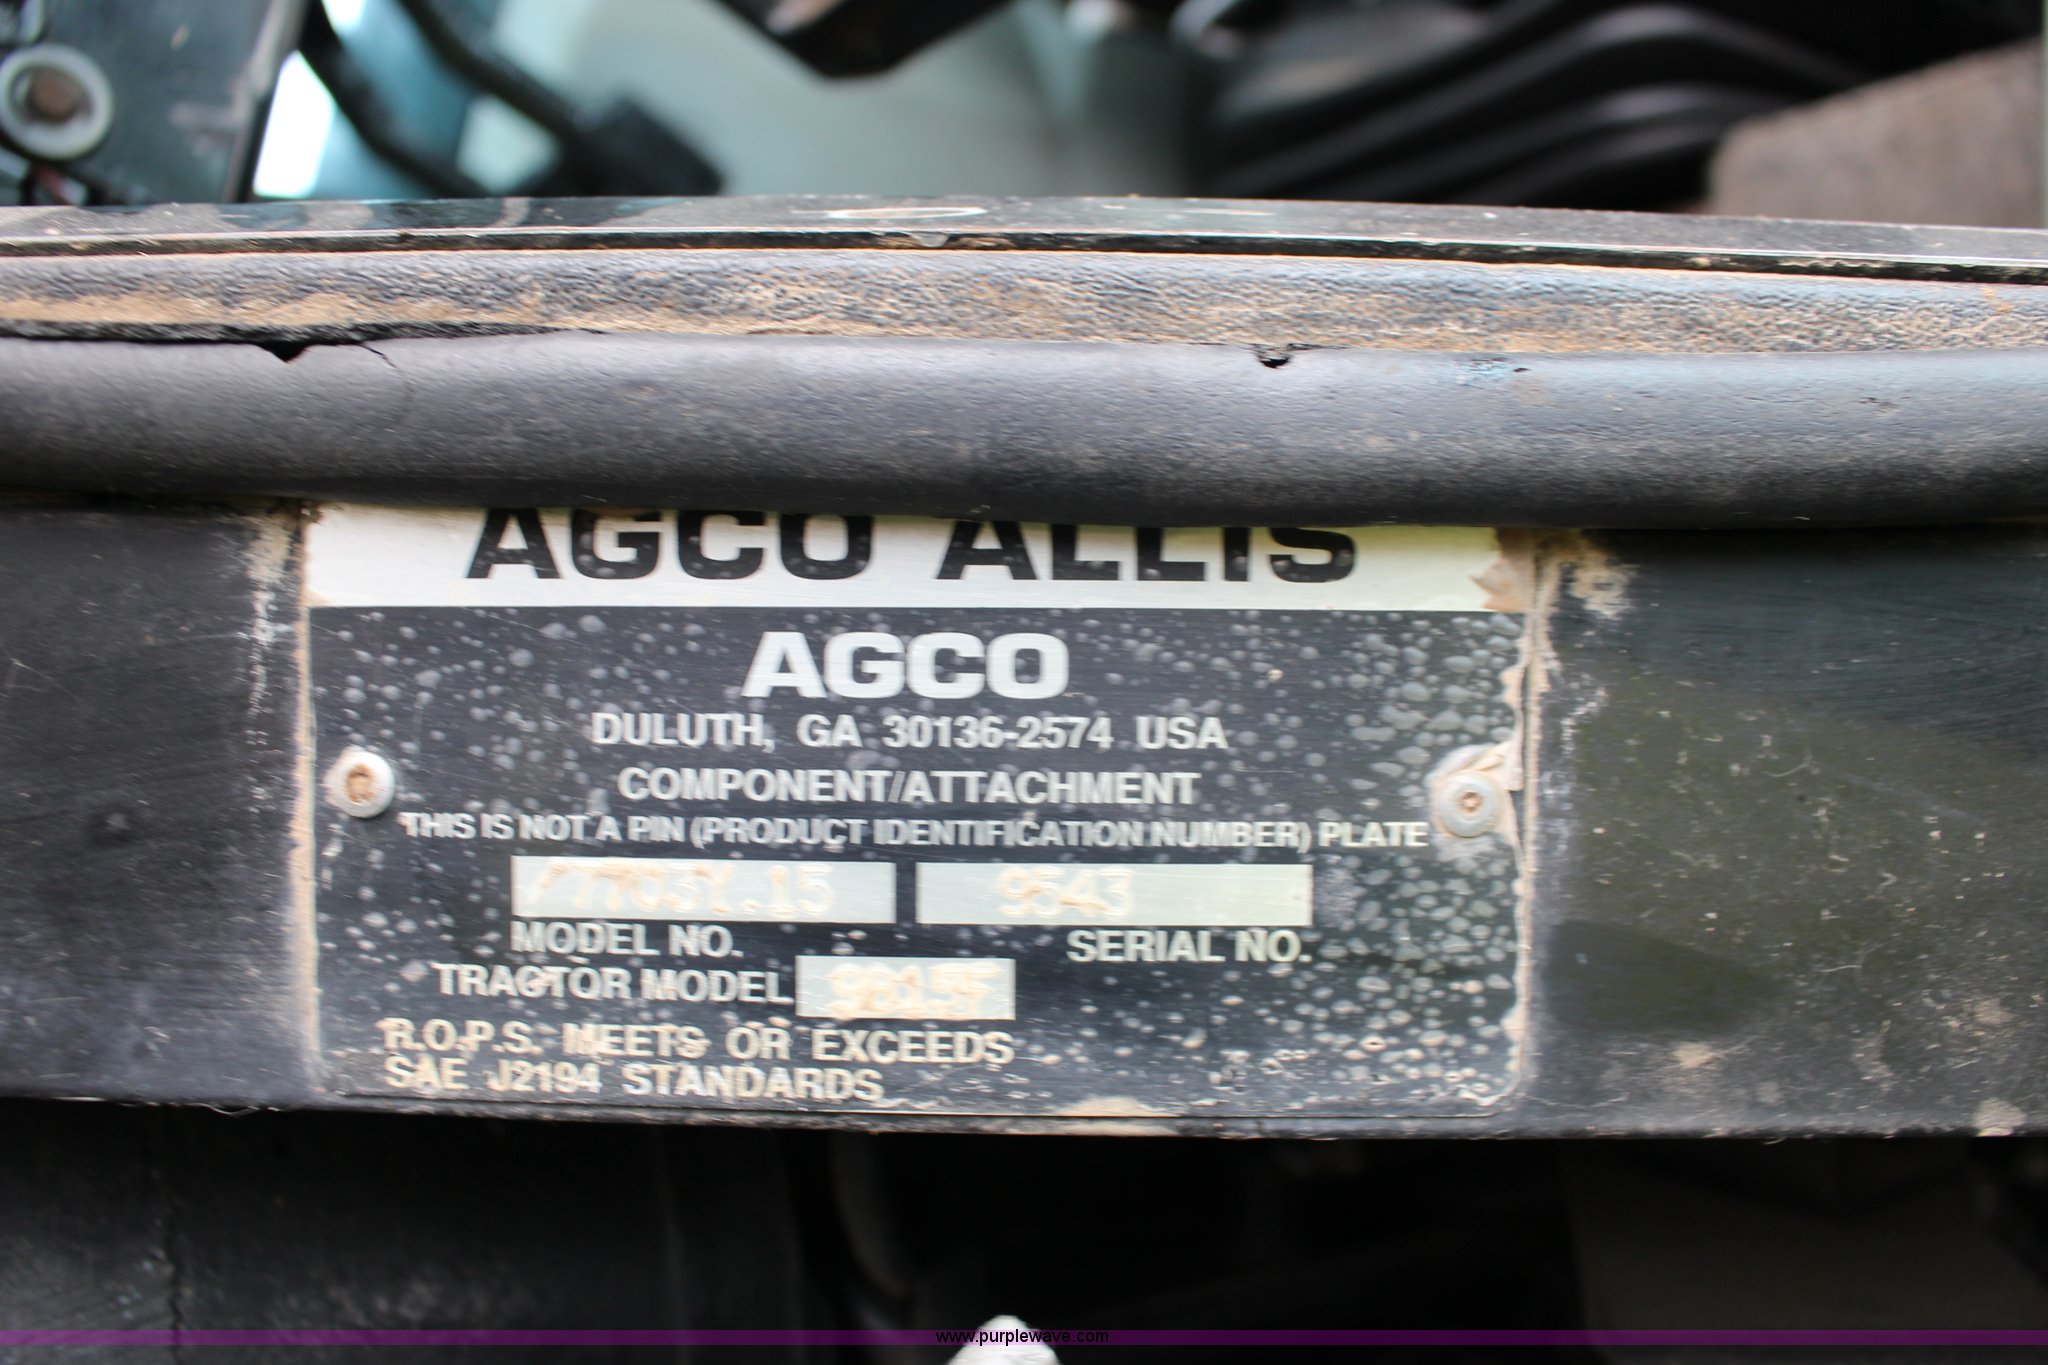 AGCO ALLIS
AGCO
DULUTH, GA 30136-2574 USA
COMPONENT/ATTACHMENT
THIS IS NOT A PIN (PRODUCT IDENTIFICATION NUMBER) PLATE
9543
MODEL NO. SERIAL NO.
TRACTOR MODEL
R.O.P.S. MEETS OR EXCEEDS
SAE J2194 STANDARDS
www.purplewave.com